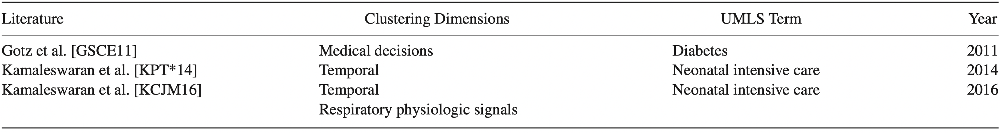 Literature Clustering Dimensions UMLS Term Year
Gotz et al. [GSCE11] Medical decisions Diabetes 2011
Kamaleswaran et al. [KPT*14] Temporal Neonatal intensive care 2014
Kamaleswaran et al. [KCJM16] Temporal Neonatal intensive care 2016
Respiratory physiologic signals